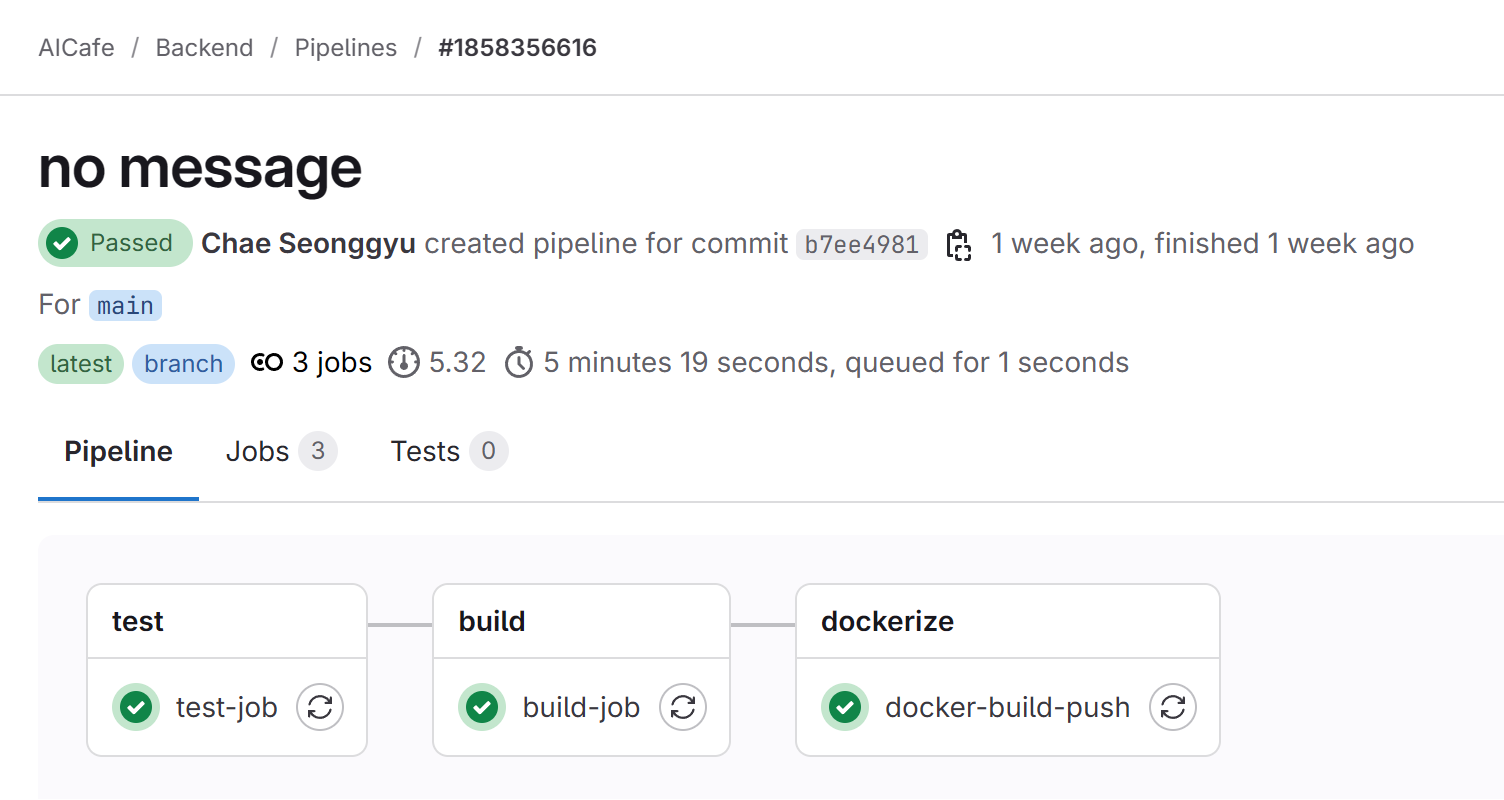 AICafe / Backend / Pipelines / #1858356616
no message
Passed Chae Seonggyu created pipeline for commit b7ee4981 1 week ago, finished 1 week ago
For main
latest branch 3 jobs 5.32 5 minutes 19 seconds, queued for 1 seconds
Pipeline Jobs 3 Tests 0
test build dockerize
test-job build-job docker-build-push